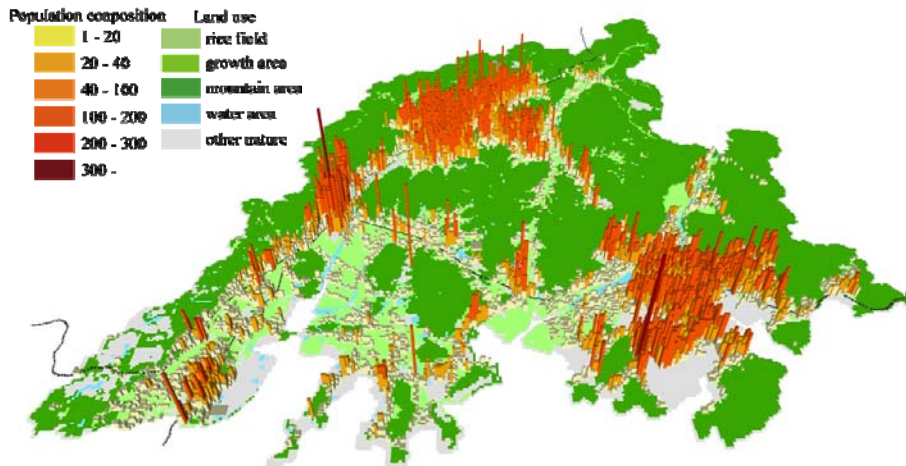 Population conposition
1 - 20
20 - 40
40 - 100
100 - 200
200 - 300
300 -
Land use
rice field
growth area
mountain area
water area
other nature